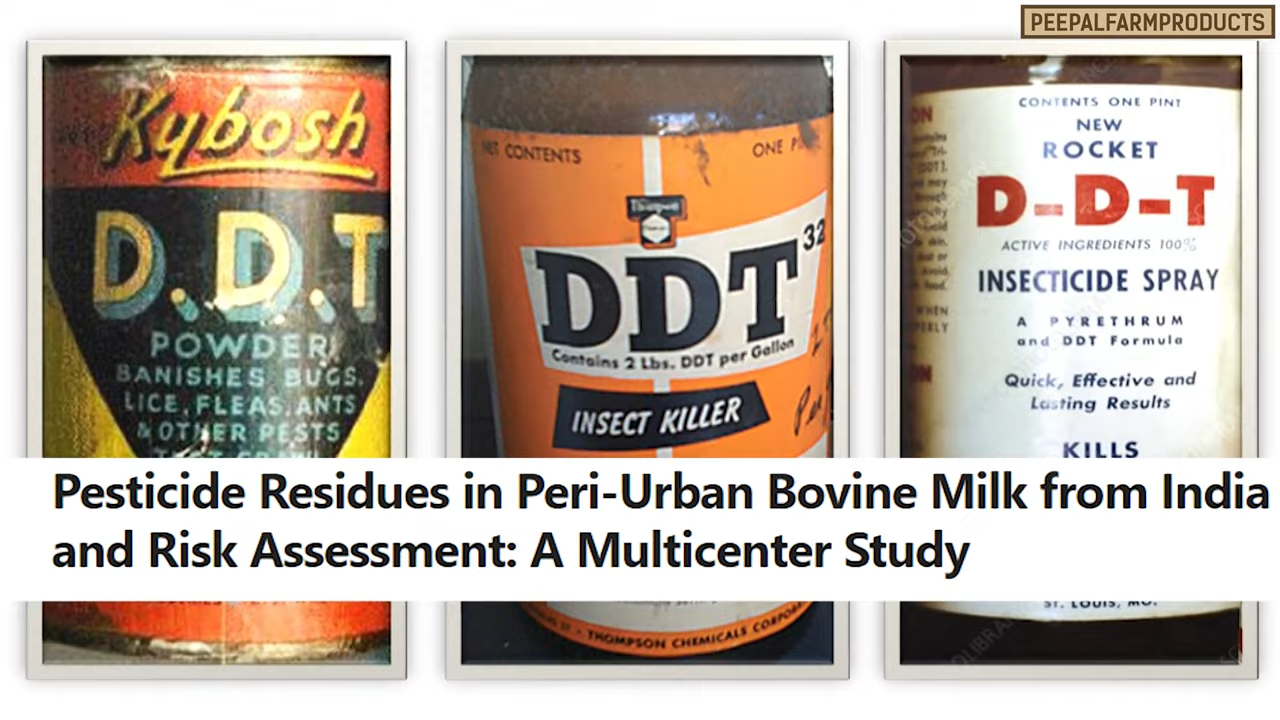 PEEPALFARMPRODUCTS
Kybosh
D.D.T
POWDER
BANISHES BUGS,
LICE, FLEAS, ANTS
& OTHER PESTS
NET CONTENTS
ONE
Thompson
DDT 32
Contains 2 Lbs. DDT per Gallon
INSECT KILLER
THOMPSON CHEMICALS
CONTENTS ONE PINT
NEW
ROCKET
D-D-T
ACTIVE INGREDIENTS 100%
INSECTICIDE SPRAY
A PYRETHRUM
and DDT Formula
Quick, Effective and
Lasting Results
KILLS
ST. LOUIS, MO.
Pesticide Residues in Peri-Urban Bovine Milk from India
and Risk Assessment: A Multicenter Study